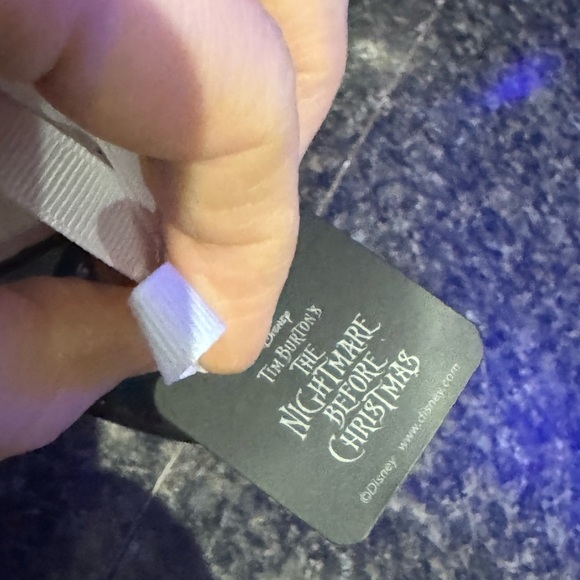 Disney
TIM BURTON'S
THE
NIGHTMARE
BEFORE
CHRISTMAS
©Disney www.disney.com